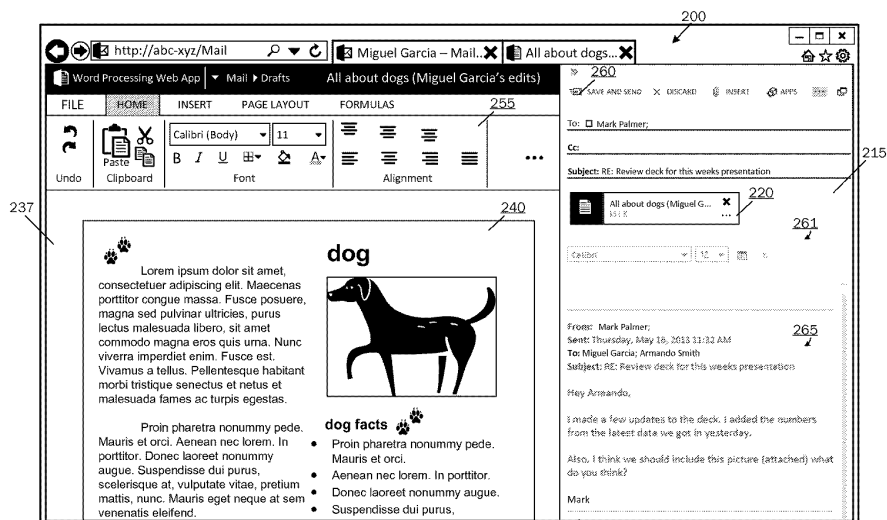 200
http://abc-xyz/Mail
Miguel Garcia – Mail..
All about dogs...
Word Processing Web App
Mail
Drafts
All about dogs (Miguel Garcia's edits)
FILE
HOME
INSERT
PAGE LAYOUT
FORMULAS
255
Undo
Paste
Clipboard
Calibri (Body)
11
B I U
A
Font
Alignment
...
237
240
Lorem ipsum dolor sit amet,
consectetuer adipiscing elit. Maecenas
porttitor congue massa. Fusce posuere,
magna sed pulvinar ultricies, purus
lectus malesuada libero, sit amet
commodo magna eros quis urna. Nunc
viverra imperdiet enim. Fusce est.
Vivamus a tellus. Pellentesque habitant
morbi tristique senectus et netus et
malesuada fames ac turpis egestas.
Proin pharetra nonummy pede.
Mauris et orci. Aenean nec lorem. In
porttitor. Donec laoreet nonummy
augue. Suspendisse dui purus,
scelerisque at, vulputate vitae, pretium
mattis, nunc. Mauris eget neque at sem
venenatis eleifend.
dog
dog facts
• Proin pharetra nonummy pede.
Mauris et orci.
• Aenean nec lorem. In porttitor.
• Donec laoreet nonummy augue.
• Suspendisse dui purus,
260
SAVE AND SEND
DISCARD
INSERT
APPS
To: Mark Palmer;
Cc:
Subject: RE: Review deck for this weeks presentation
215
All about dogs (Miguel G...
...
220
261
Calibri
12
From: Mark Palmer;
265
Sent: Thursday, May 16, 2013 11:32 AM
To: Miguel Garcia; Armando Smith
Subject: RE: Review deck for this weeks presentation
Hey Armando,
I made a few updates to the deck. I added the numbers
from the latest data we got in yesterday.
Also, I think we should include this picture (attached) what
do you think?
Mark